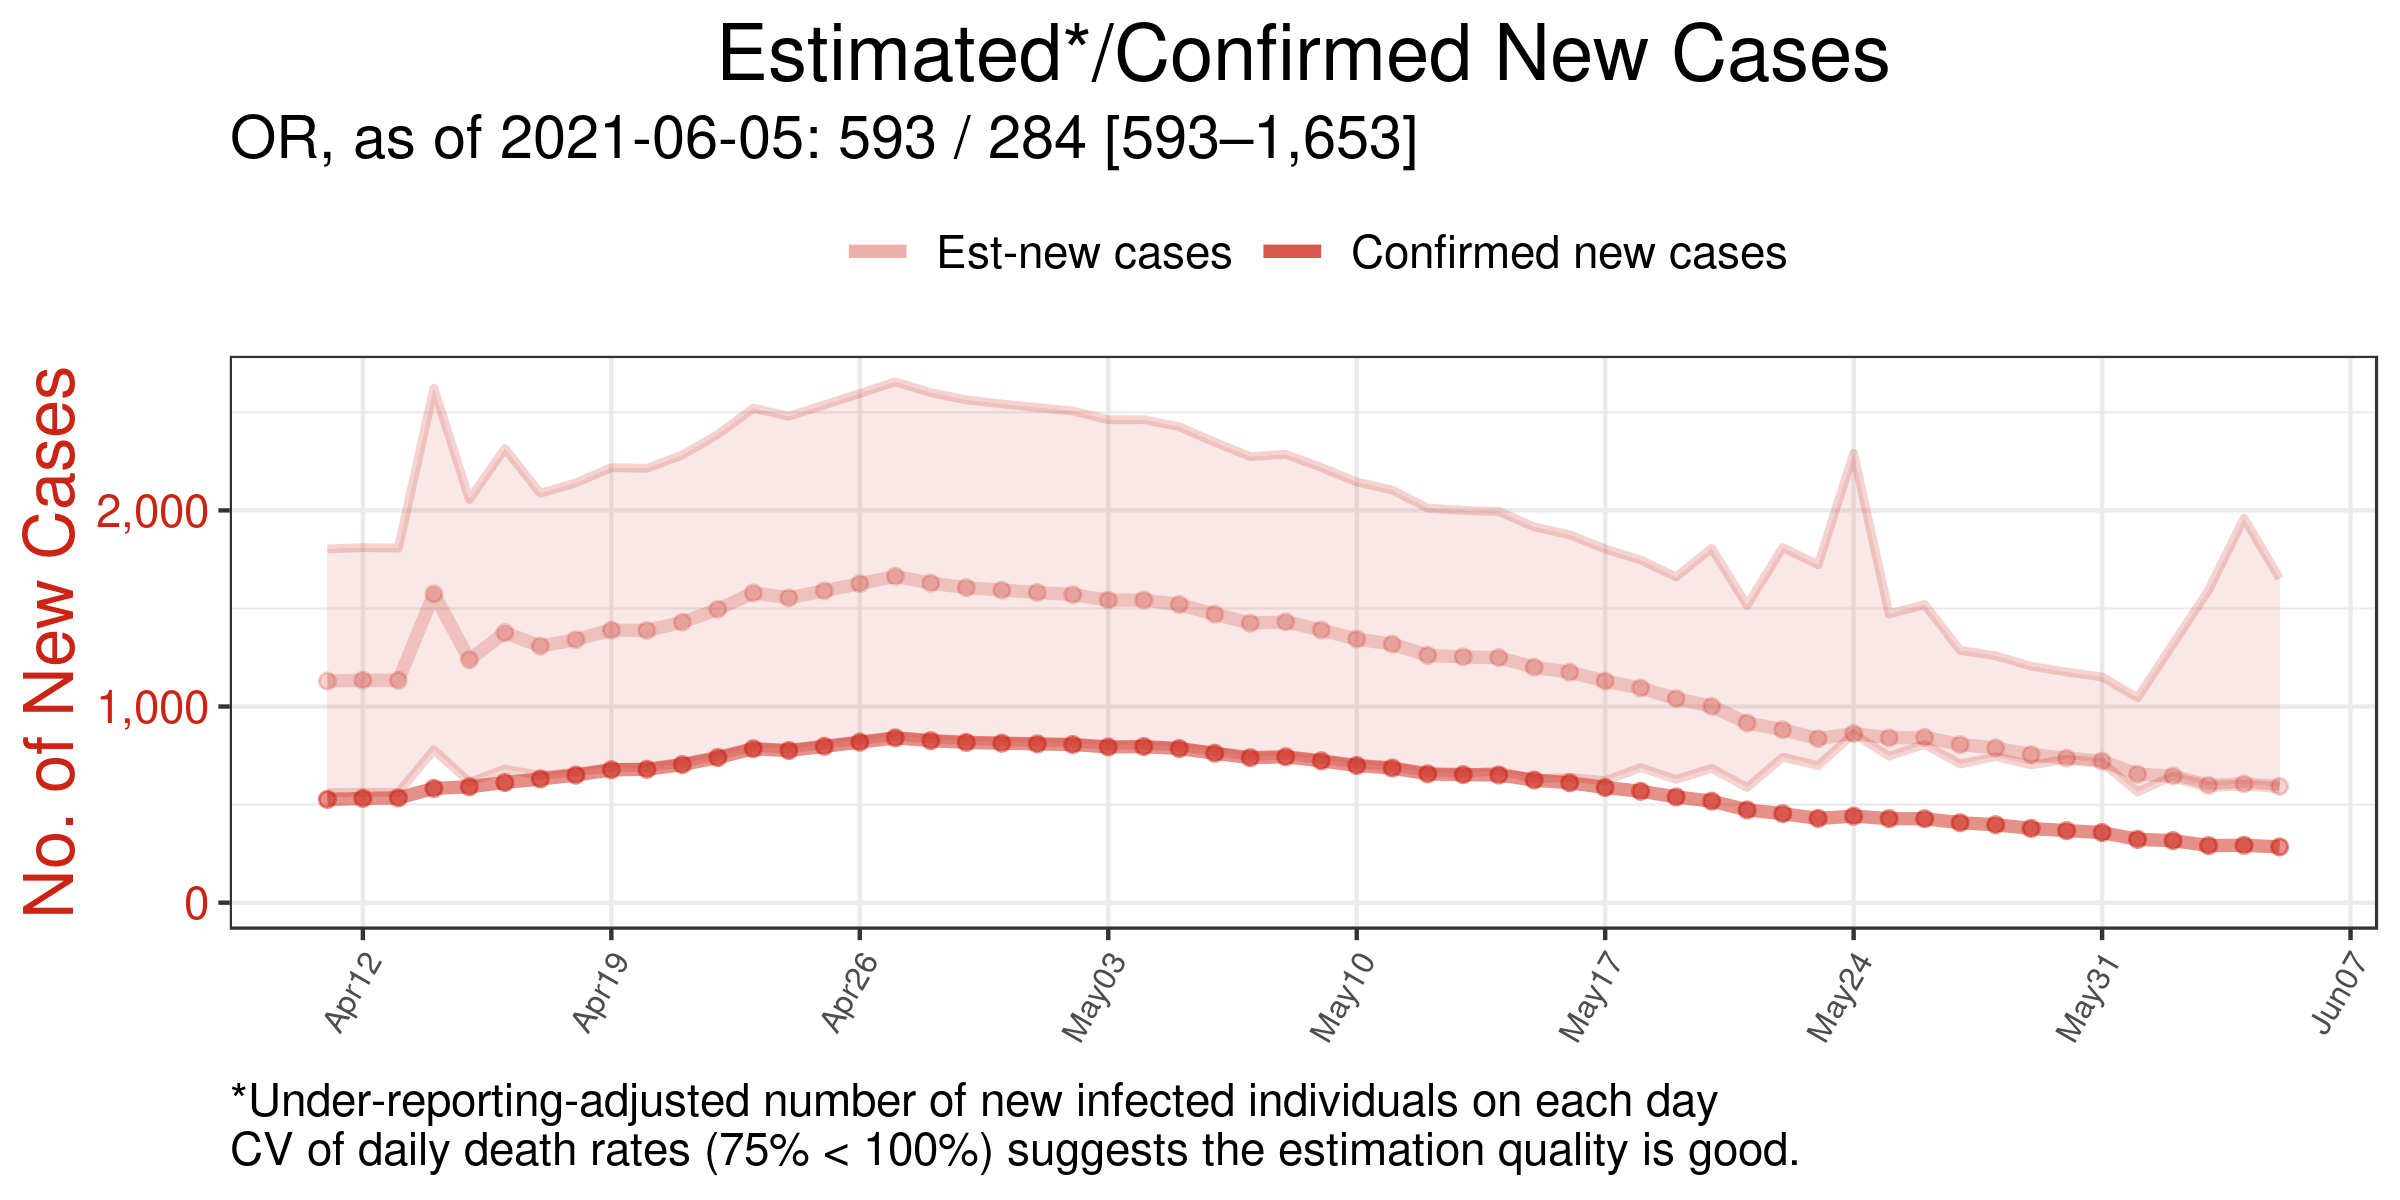 Estimated*/Confirmed New Cases
OR, as of 2021-06-05: 593 / 284 [593–1,653]
Est-new cases Confirmed new cases
No. of New Cases
2,000
1,000
0
Apr12 Apr19 Apr26 May03 May10 May17 May24 May31 Jun07
*Under-reporting-adjusted number of new infected individuals on each day
CV of daily death rates (75% < 100%) suggests the estimation quality is good.